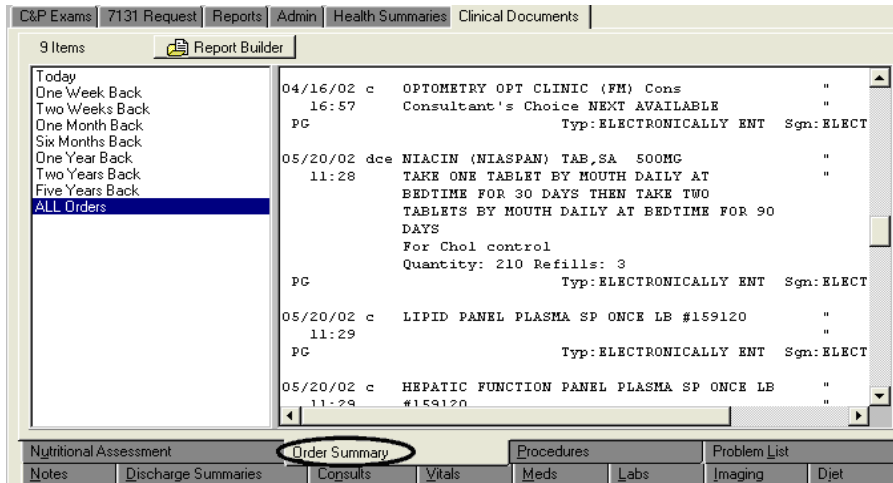 C&P Exams 7131 Request Reports Admin Health Summaries Clinical Documents
9 Items Report Builder
Today
One Week Back
Two Weeks Back
One Month Back
Six Months Back
One Year Back
Two Years Back
Five Years Back
ALL Orders
04/16/02 c OPTOMETRY OPT CLINIC (FM) Cons "
16:57 Consultant's Choice NEXT AVAILABLE "
PG Typ:ELECTRONICALLY ENT Sgn:ELECT
05/20/02 dce NIACIN (NIASPAN) TAB,SA 500MG "
11:28 TAKE ONE TABLET BY MOUTH DAILY AT "
BEDTIME FOR 30 DAYS THEN TAKE TWO
TABLETS BY MOUTH DAILY AT BEDTIME FOR 90
DAYS
For Chol control
Quantity: 210 Refills: 3
PG Typ:ELECTRONICALLY ENT Sgn:ELECT
05/20/02 c LIPID PANEL PLASMA SP ONCE LB #159120 "
11:29 "
PG Typ:ELECTRONICALLY ENT Sgn:ELECT
05/20/02 c HEPATIC FUNCTION PANEL PLASMA SP ONCE LB "
11:29 #159120 "
Nutritional Assessment Order Summary Procedures Problem List
Notes Discharge Summaries Consults Vitals Meds Labs Imaging Diet